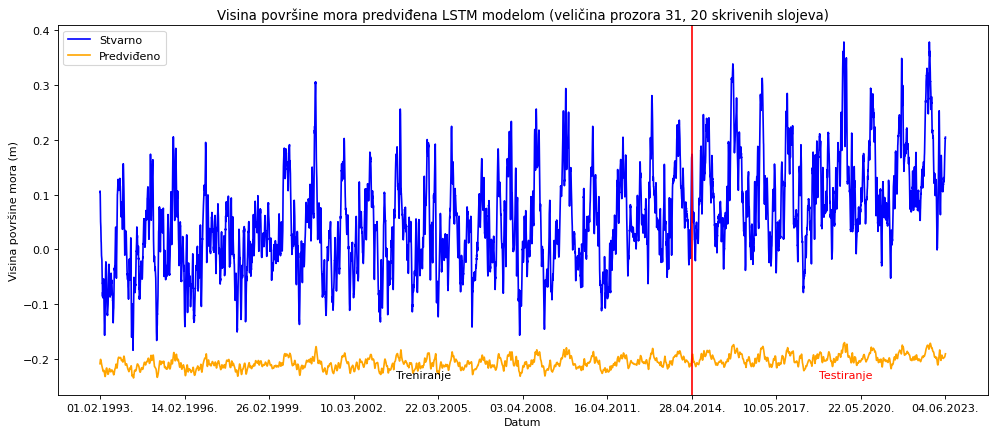 Visina površine mora predviđena LSTM modelom (veličina prozora 31, 20 skrivenih slojeva)
Stvarno
Predviđeno
Visina površine mora (m)
0.4
0.3
0.2
0.1
0.0
−0.1
−0.2
Treniranje
Testiranje
01.02.1993. 14.02.1996. 26.02.1999. 10.03.2002. 22.03.2005. 03.04.2008. 16.04.2011. 28.04.2014. 10.05.2017. 22.05.2020. 04.06.2023.
Datum